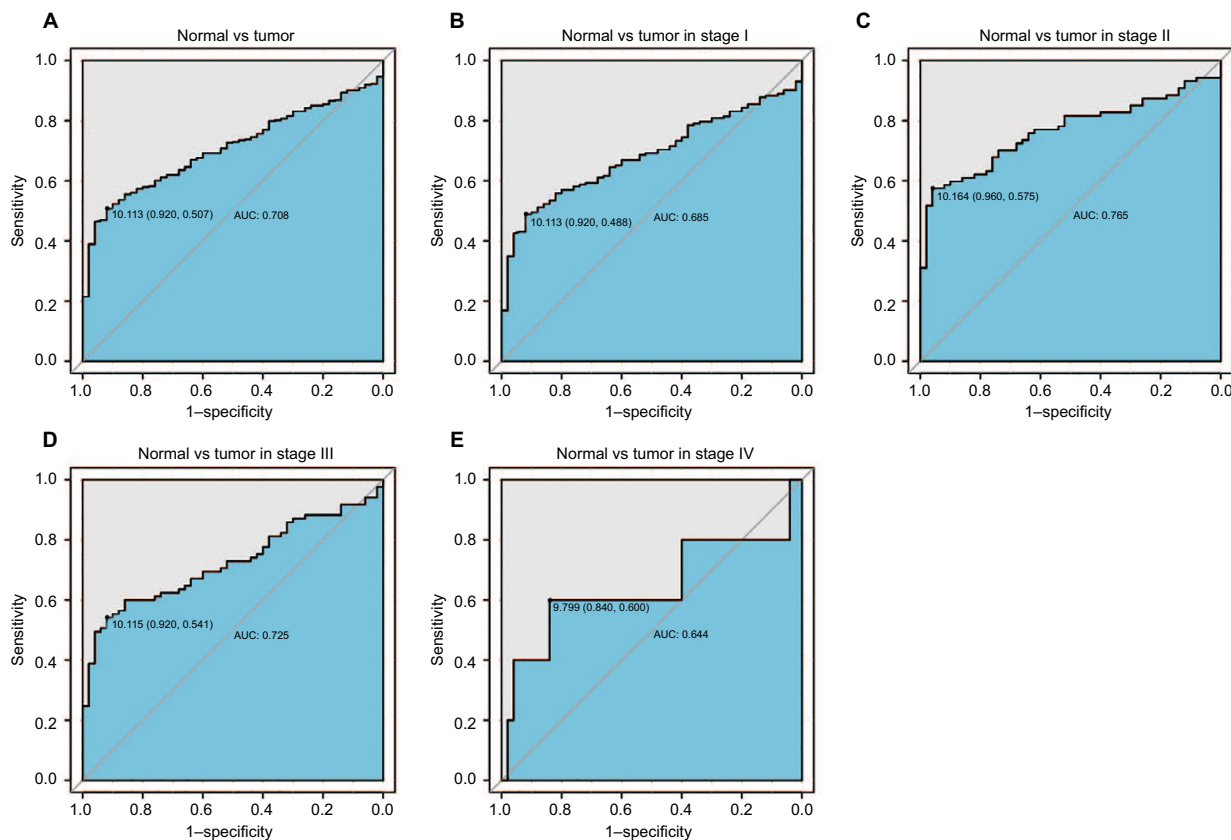 A
Normal vs tumor
1.0
0.8
0.6
0.4
0.2
0.0
Sensitivity
10.113 (0.920, 0.507)
AUC: 0.708
1.0 0.8 0.6 0.4 0.2 0.0
1–specificity
B
Normal vs tumor in stage I
1.0
0.8
0.6
0.4
0.2
0.0
Sensitivity
10.113 (0.920, 0.488)
AUC: 0.685
1.0 0.8 0.6 0.4 0.2 0.0
1–specificity
C
Normal vs tumor in stage II
1.0
0.8
0.6
0.4
0.2
0.0
Sensitivity
10.164 (0.960, 0.575)
AUC: 0.765
1.0 0.8 0.6 0.4 0.2 0.0
1–specificity
D
Normal vs tumor in stage III
1.0
0.8
0.6
0.4
0.2
0.0
Sensitivity
10.115 (0.920, 0.541)
AUC: 0.725
1.0 0.8 0.6 0.4 0.2 0.0
1–specificity
E
Normal vs tumor in stage IV
1.0
0.8
0.6
0.4
0.2
0.0
Sensitivity
9.799 (0.840, 0.600)
AUC: 0.644
1.0 0.8 0.6 0.4 0.2 0.0
1–specificity